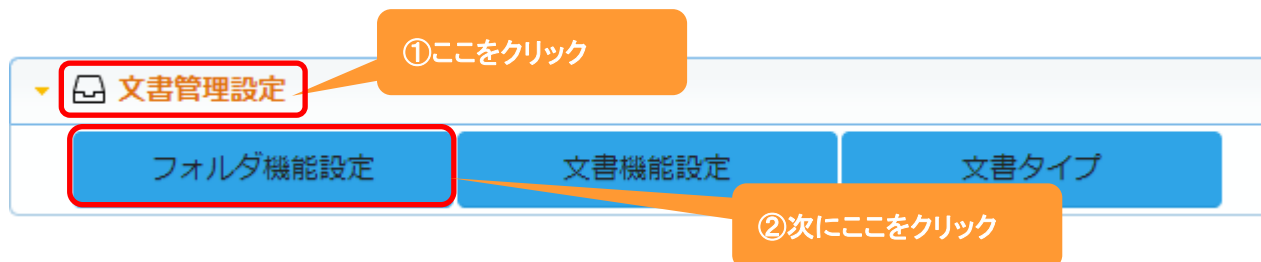 ①ここをクリック
文書管理設定
フォルダ機能設定
文書機能設定
文書タイプ
②次にここをクリック